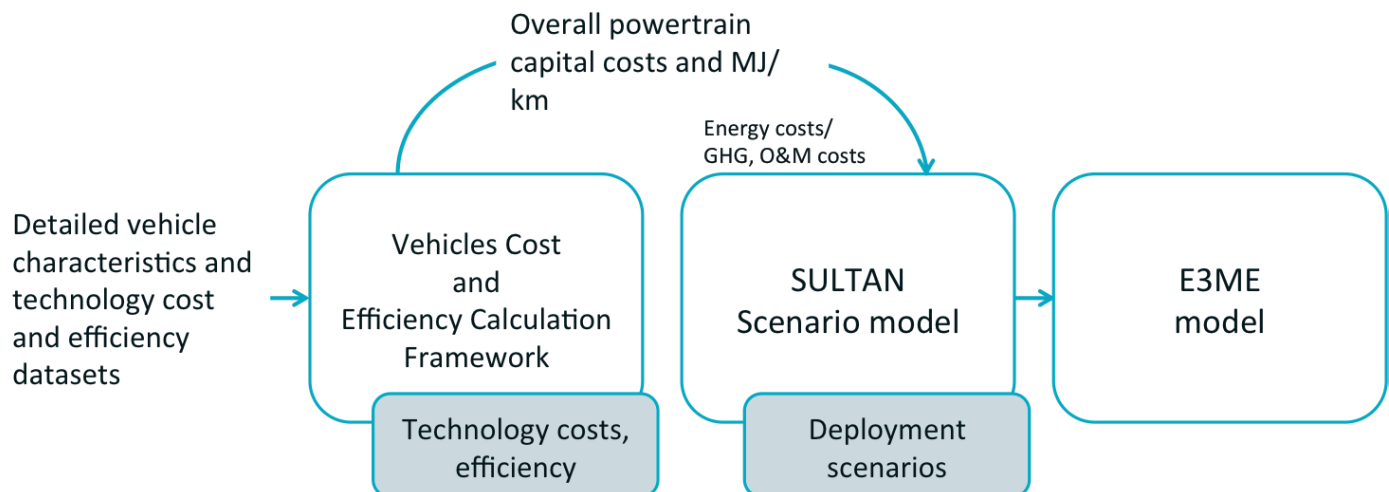 Overall powertrain
capital costs and MJ/
km
Energy costs/
GHG, O&M costs
Detailed vehicle
characteristics and
technology cost
and efficiency
datasets
Vehicles Cost
and
Efficiency Calculation
Framework
Technology costs,
efficiency
SULTAN
Scenario model
Deployment
scenarios
E3ME
model